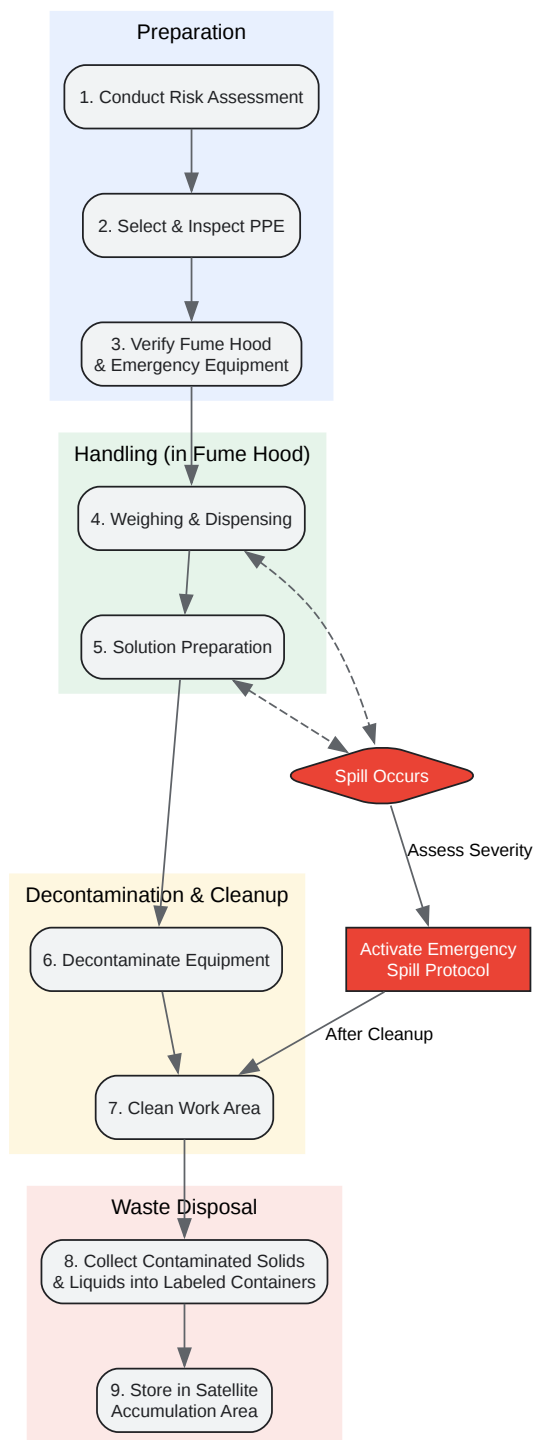 Preparation
1. Conduct Risk Assessment
2. Select & Inspect PPE
3. Verify Fume Hood
& Emergency Equipment
Handling (in Fume Hood)
4. Weighing & Dispensing
5. Solution Preparation
Spill Occurs
Assess Severity
Decontamination & Cleanup
6. Decontaminate Equipment
Activate Emergency
Spill Protocol
After Cleanup
7. Clean Work Area
Waste Disposal
8. Collect Contaminated Solids
& Liquids into Labeled Containers
9. Store in Satellite
Accumulation Area